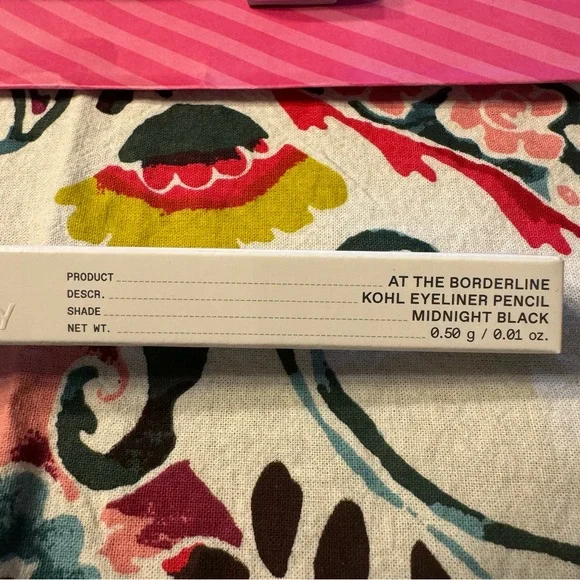 PRODUCT AT THE BORDERLINE
DESCR. KOHL EYELINER PENCIL
SHADE MIDNIGHT BLACK
NET WT. 0.50 g / 0.01 oz.